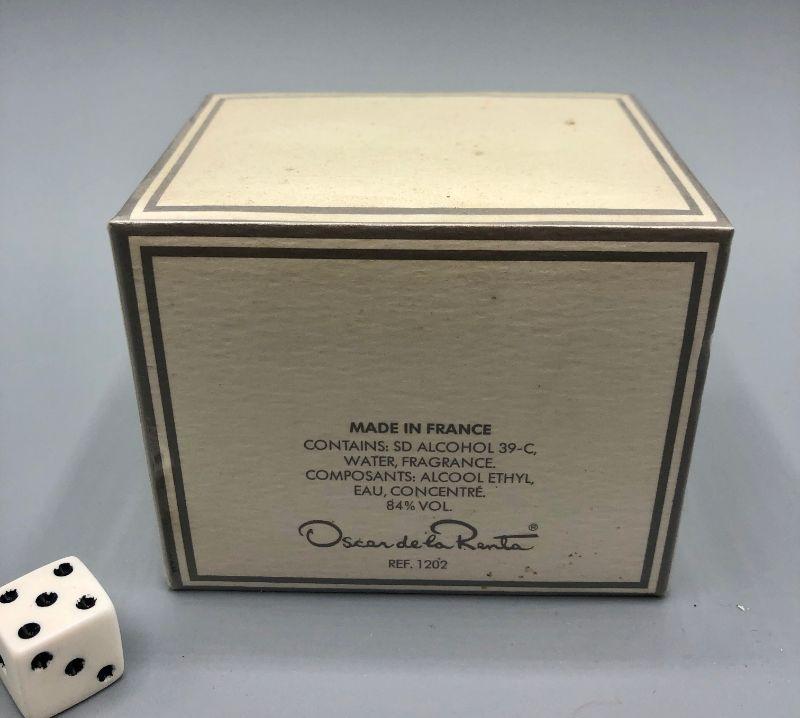 MADE IN FRANCE
CONTAINS: SD ALCOHOL 39-C,
WATER, FRAGRANCE.
COMPOSANTS: ALCOOL ETHYL,
EAU, CONCENTRÉ.
84% VOL.
Oscar de la Renta®
REF. 1202